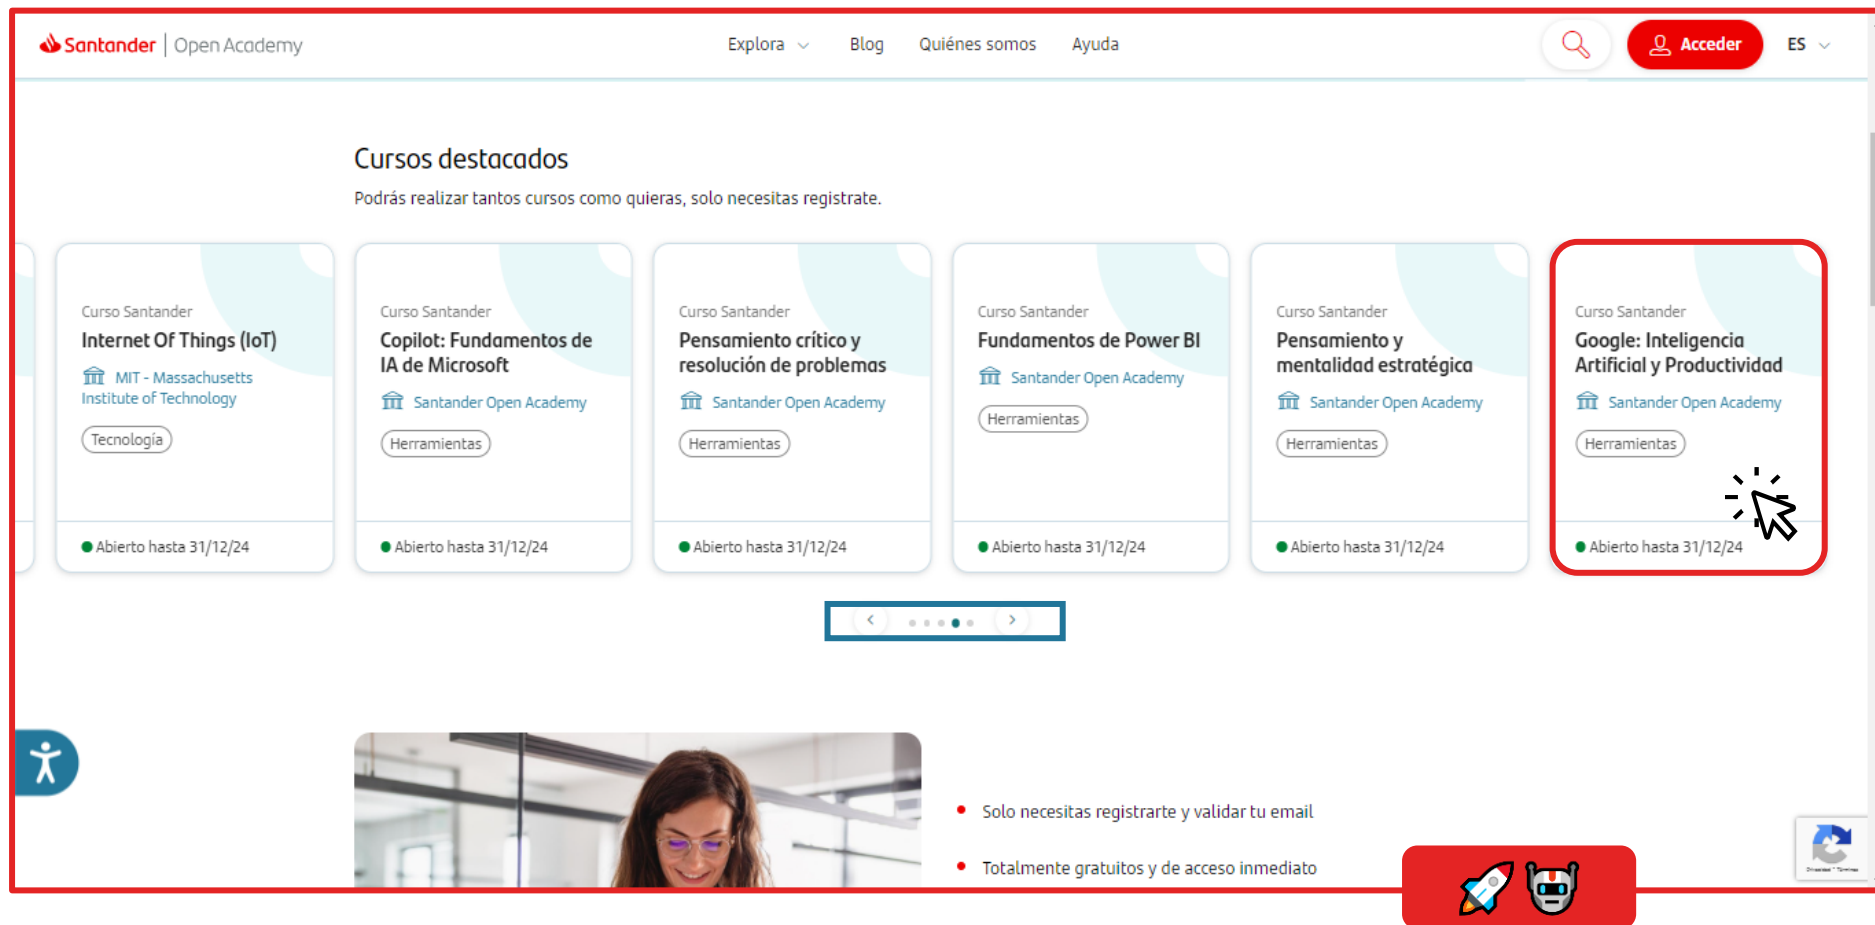 Santander | Open Academy
Explora
Blog
Quiénes somos
Ayuda
Acceder
ES
Cursos destacados
Podrás realizar tantos cursos como quieras, solo necesitas registrate.
Curso Santander
Internet Of Things (IoT)
MIT - Massachusetts
Institute of Technology
Tecnología
Abierto hasta 31/12/24
Curso Santander
Copilot: Fundamentos de
IA de Microsoft
Santander Open Academy
Herramientas
Abierto hasta 31/12/24
Curso Santander
Pensamiento crítico y
resolución de problemas
Santander Open Academy
Herramientas
Abierto hasta 31/12/24
Curso Santander
Fundamentos de Power BI
Santander Open Academy
Herramientas
Abierto hasta 31/12/24
Curso Santander
Pensamiento y
mentalidad estratégica
Santander Open Academy
Herramientas
Abierto hasta 31/12/24
Curso Santander
Google: Inteligencia
Artificial y Productividad
Santander Open Academy
Herramientas
Abierto hasta 31/12/24
Solo necesitas registrarte y validar tu email
Totalmente gratuitos y de acceso inmediato